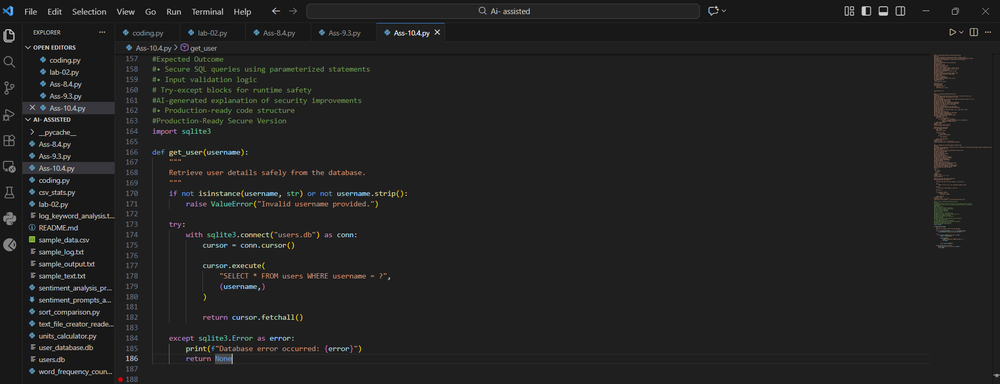 File Edit Selection View Go Run Terminal Help
Ai- assisted
EXPLORER
OPEN EDITORS
coding.py
lab-02.py
Ass-8.4.py
Ass-9.3.py
Ass-10.4.py
AI- ASSISTED
__pycache__
Ass-8.4.py
Ass-9.3.py
Ass-10.4.py
coding.py
csv_stats.py
lab-02.py
log_keyword_analysis.t...
README.md
sample_data.csv
sample_log.txt
sample_output.txt
sample_text.txt
sentiment_analysis_pr...
sentiment_prompts_a...
sort_comparison.py
text_file_creator_reade...
units_calculator.py
user_database.db
users.db
word_frequency_coun...
coding.py lab-02.py Ass-8.4.py Ass-9.3.py Ass-10.4.py
Ass-10.4.py > get_user
157 #Expected Outcome
158 #• Secure SQL queries using parameterized statements
159 #• Input validation logic
160 # Try-except blocks for runtime safety
161 #AI-generated explanation of security improvements
162 #• Production-ready code structure
163 #Production-Ready Secure Version
164 import sqlite3
165
166 def get_user(username):
167     """
168     Retrieve user details safely from the database.
169     """
170     if not isinstance(username, str) or not username.strip():
171         raise ValueError("Invalid username provided.")
172
173     try:
174         with sqlite3.connect("users.db") as conn:
175             cursor = conn.cursor()
176
177             cursor.execute(
178                 "SELECT * FROM users WHERE username = ?",
179                 (username,)
180             )
181
182             return cursor.fetchall()
183
184     except sqlite3.Error as error:
185         print(f"Database error occurred: {error}")
186         return None
187
188